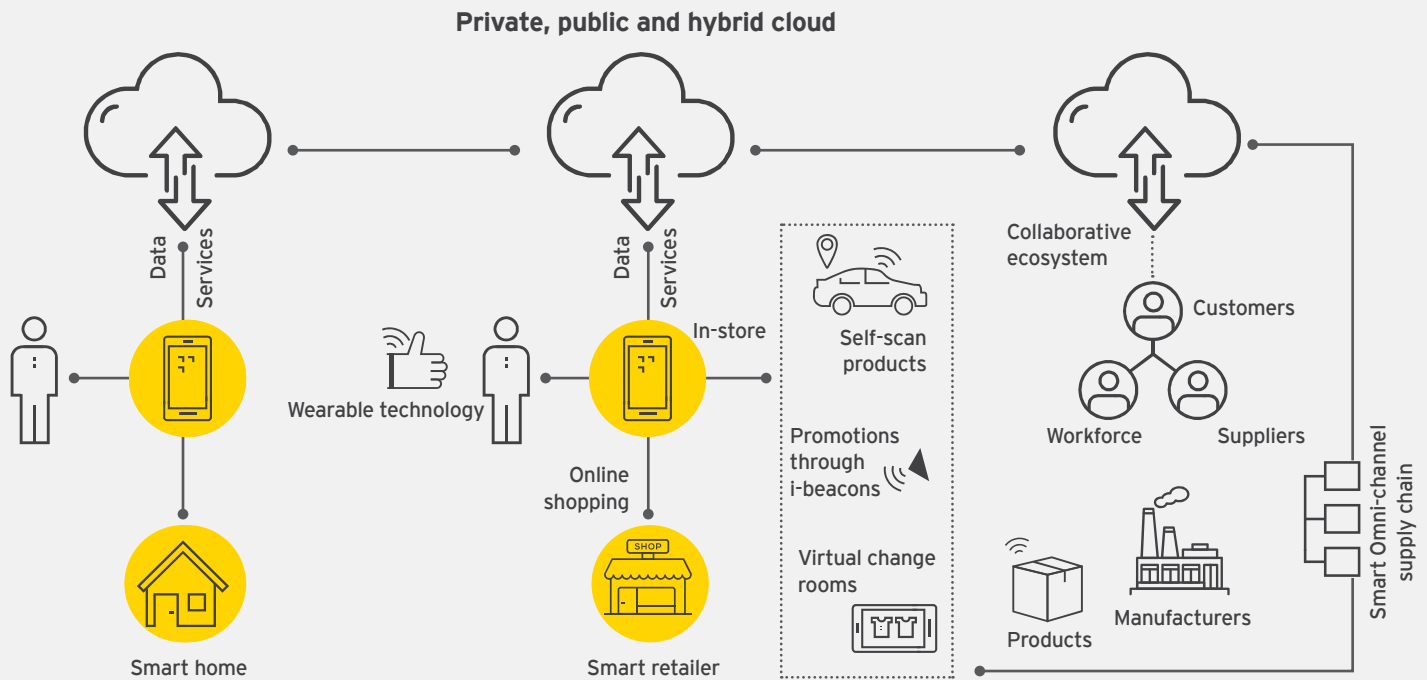 Private, public and hybrid cloud
Data
Services
Smart home
Wearable technology
Data
Services
In-store
Online
shopping
SHOP
Smart retailer
Self-scan
products
Promotions
through
i-beacons
Virtual change
rooms
Collaborative
ecosystem
Customers
Workforce
Suppliers
Products
Manufacturers
Smart Omni-channel
supply chain